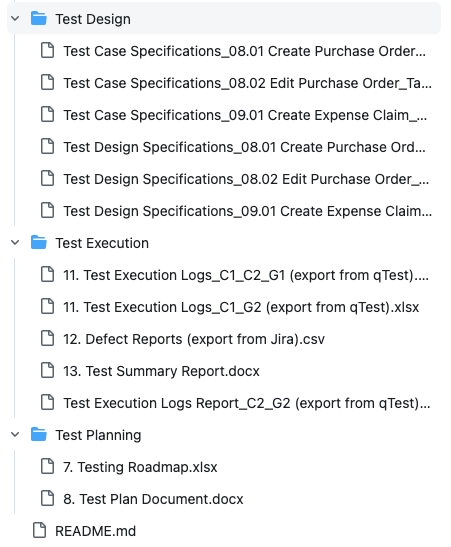 Test Design
Test Case Specifications_08.01 Create Purchase Order...
Test Case Specifications_08.02 Edit Purchase Order_Ta...
Test Case Specifications_09.01 Create Expense Claim_...
Test Design Specifications_08.01 Create Purchase Ord...
Test Design Specifications_08.02 Edit Purchase Order_...
Test Design Specifications_09.01 Create Expense Claim...
Test Execution
11. Test Execution Logs_C1_C2_G1 (export from qTest)....
11. Test Execution Logs_C1_G2 (export from qTest).xlsx
12. Defect Reports (export from Jira).csv
13. Test Summary Report.docx
Test Execution Logs Report_C2_G2 (export from qTest)...
Test Planning
7. Testing Roadmap.xlsx
8. Test Plan Document.docx
README.md